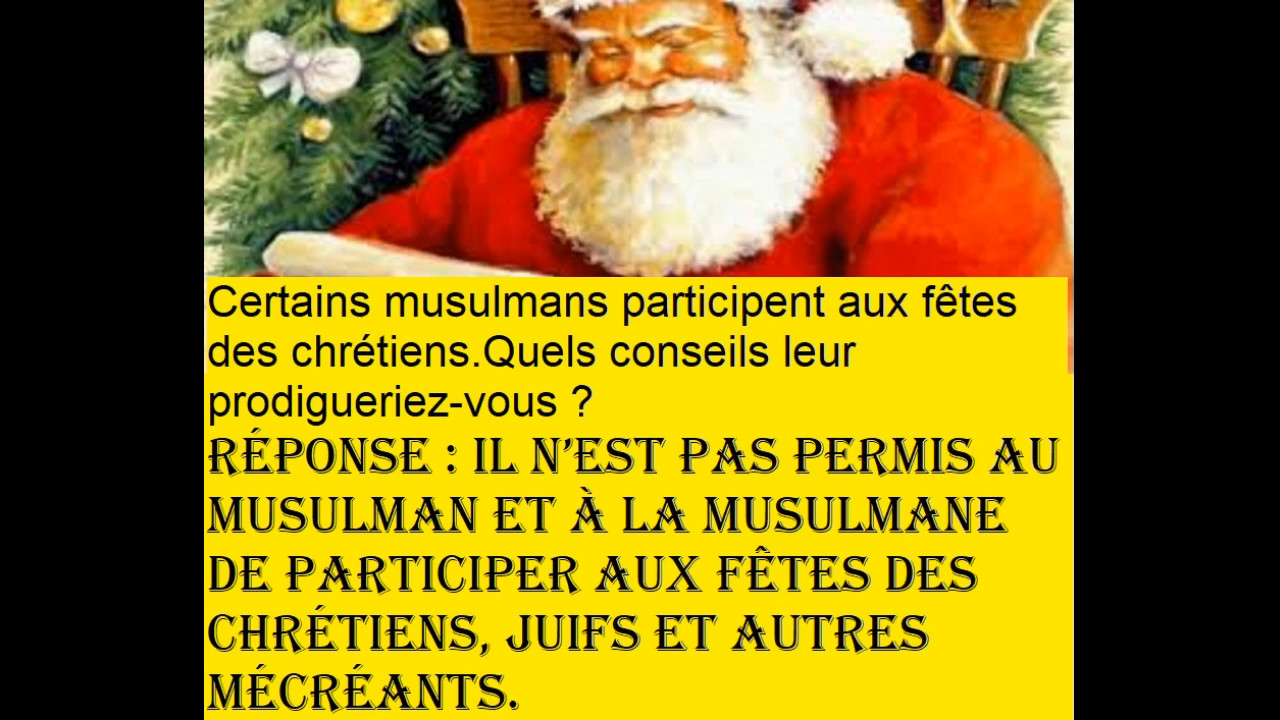 Certains musulmans participent aux fêtes
des chrétiens.Quels conseils leur
prodigueriez-vous ?
RÉPONSE : IL N’EST PAS PERMIS AU
MUSULMAN ET À LA MUSULMANE
DE PARTICIPER AUX FÊTES DES
CHRÉTIENS, JUIFS ET AUTRES
MÉCRÉANTS.